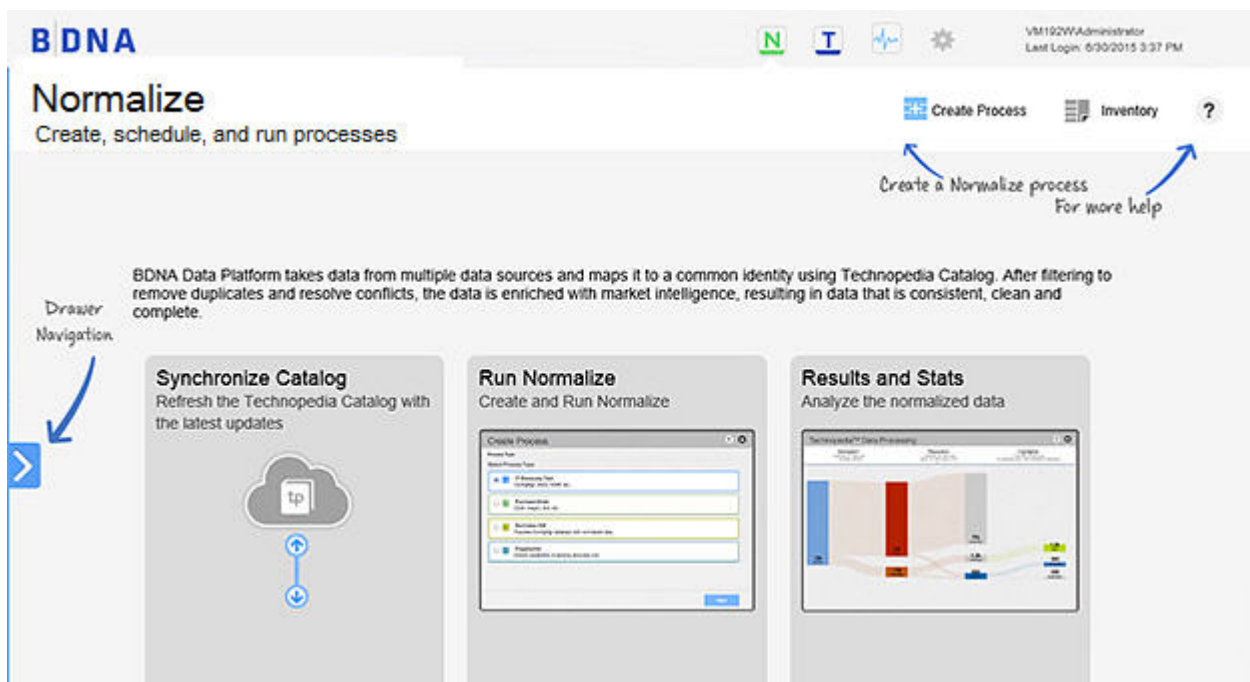 BDNA
N T
VM192W\Administrator
Last Login: 6/30/2015 3:37 PM
Normalize
Create, schedule, and run processes
Create Process
Inventory
?
Create a Normalize process
For more help
BDNA Data Platform takes data from multiple data sources and maps it to a common identity using Technopedia Catalog. After filtering to
remove duplicates and resolve conflicts, the data is enriched with market intelligence, resulting in data that is consistent, clean and
complete.
Drawer
Navigation
Synchronize Catalog
Refresh the Technopedia Catalog with
the latest updates
tp
Run Normalize
Create and Run Normalize
Create Process
Results and Stats
Analyze the normalized data
Technopedia™ Data Processing